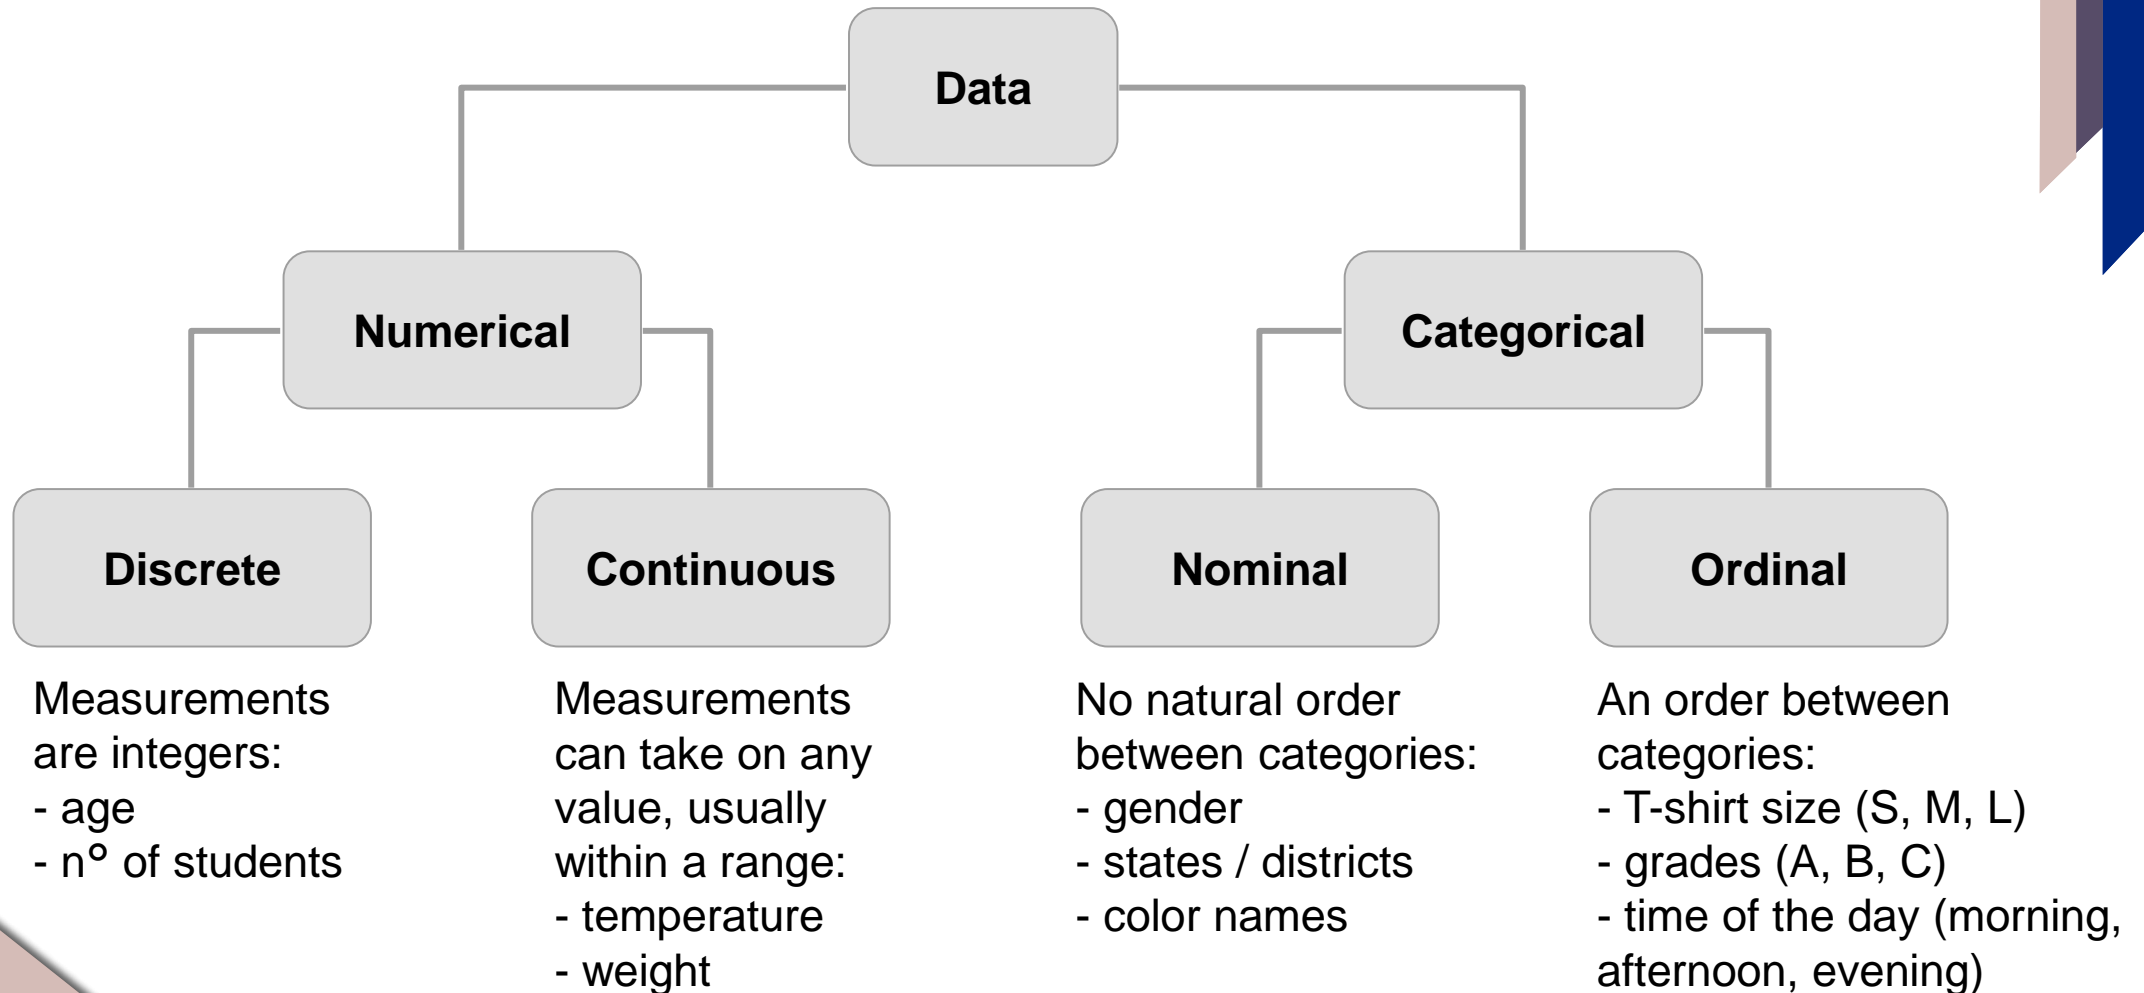 Data
Numerical
Categorical
Discrete
Continuous
Nominal
Ordinal
Measurements
are integers:
- age
- n° of students
Measurements
can take on any
value, usually
within a range:
- temperature
- weight
No natural order
between categories:
- gender
- states / districts
- color names
An order between
categories:
- T-shirt size (S, M, L)
- grades (A, B, C)
- time of the day (morning,
afternoon, evening)